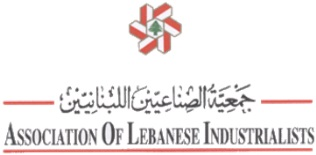 جمعية الصناعيين اللبنانيين
ASSOCIATION OF LEBANESE INDUSTRIALISTS